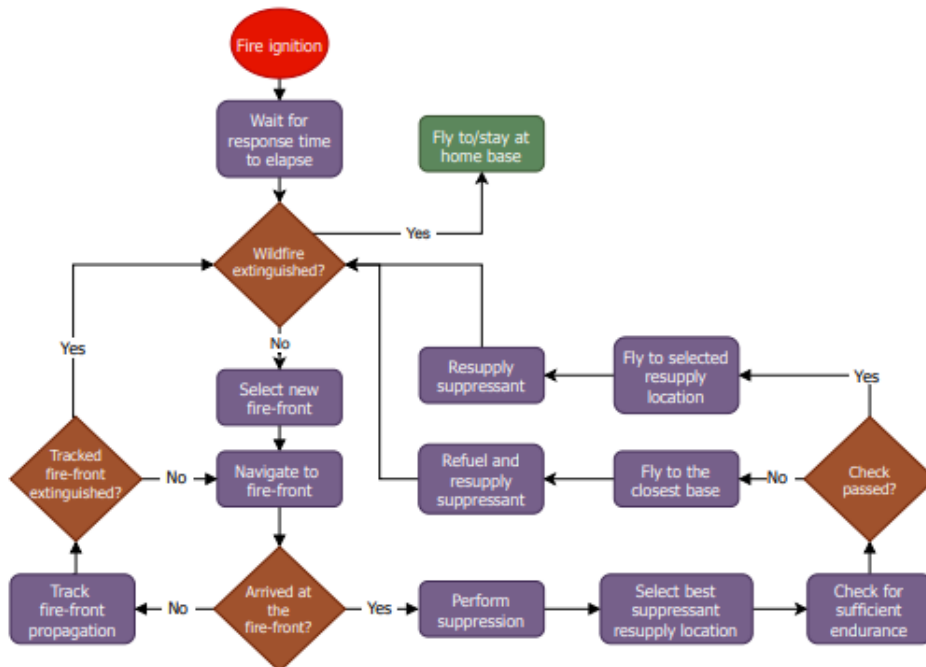 Fire ignition
Wait for
response time
to elapse
Fly to/stay at
home base
Yes
Wildfire
extinguished?
Yes
No
Resupply
suppressant
Fly to selected
resupply
location
Yes
Select new
fire-front
Tracked
fire-front
extinguished?
No
Navigate to
fire-front
Refuel and
resupply
suppressant
Fly to the
closest base
No
Check
passed?
Track
fire-front
propagation
No
Arrived at
the
fire-front?
Yes
Perform
suppression
Select best
suppressant
resupply location
Check for
sufficient
endurance